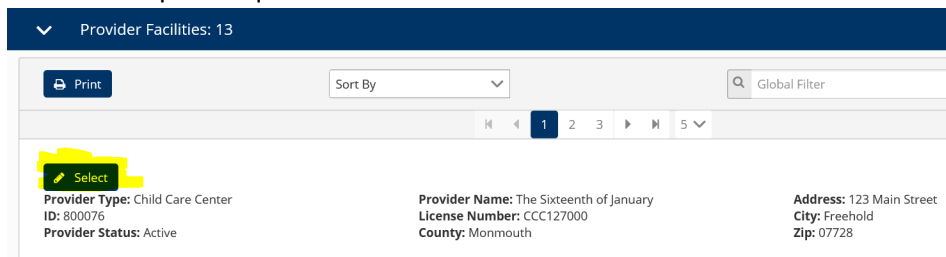 Provider Facilities: 13
Print
Sort By
Global Filter
1 2 3 5
Select
Provider Type: Child Care Center Provider Name: The Sixteenth of January Address: 123 Main Street
ID: 800076 License Number: CCC127000 City: Freehold
Provider Status: Active County: Monmouth Zip: 07728